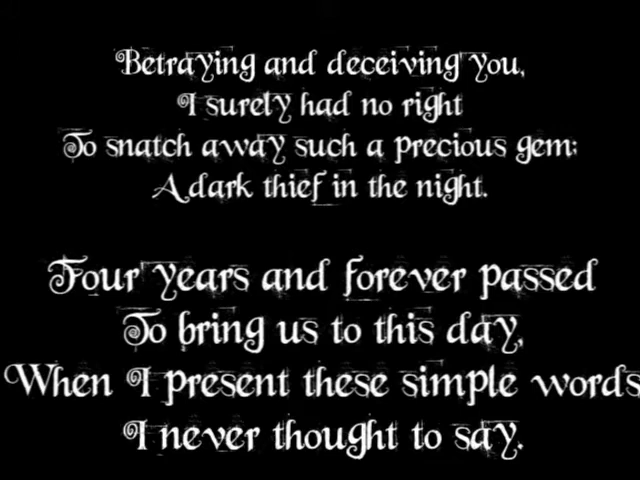 Betraying and deceiving you,
I surely had no right
To snatch away such a precious gem;
A dark thief in the night.
Four years and forever passed
To bring us to this day,
When I present these simple words
I never thought to say.